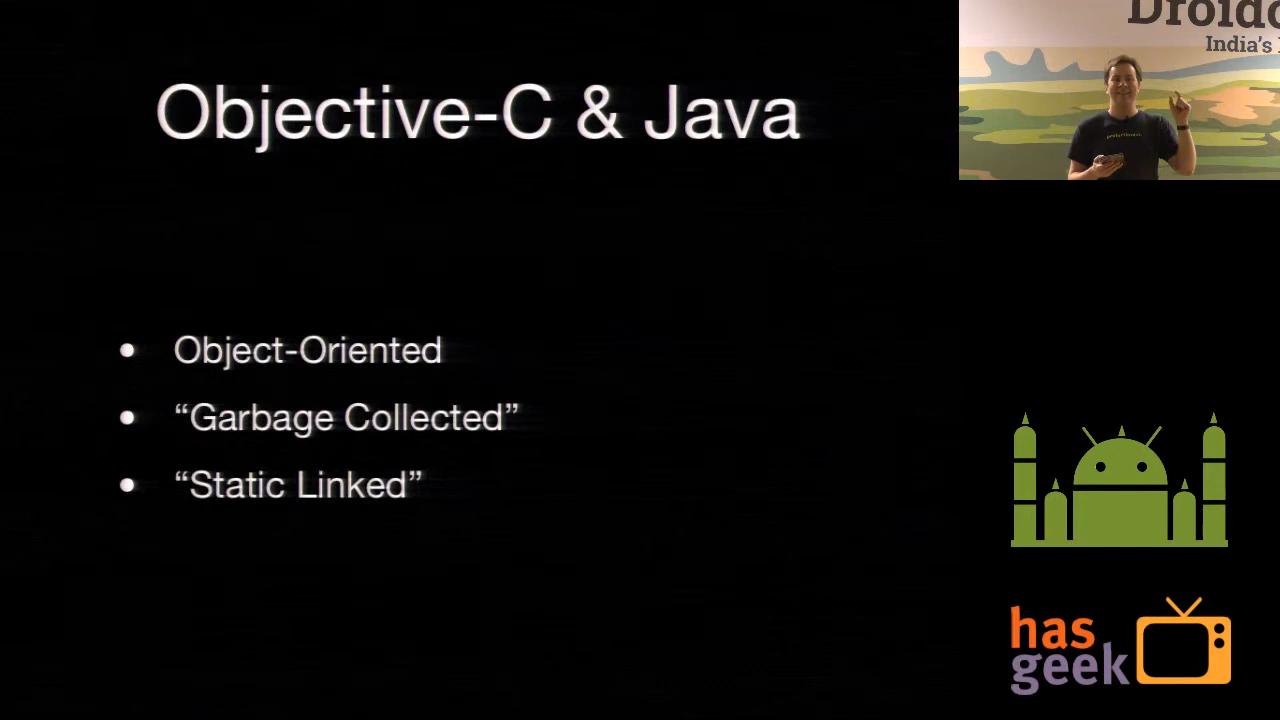 Objective-C & Java
• Object-Oriented
• “Garbage Collected”
• “Static Linked”
India's
has
geek